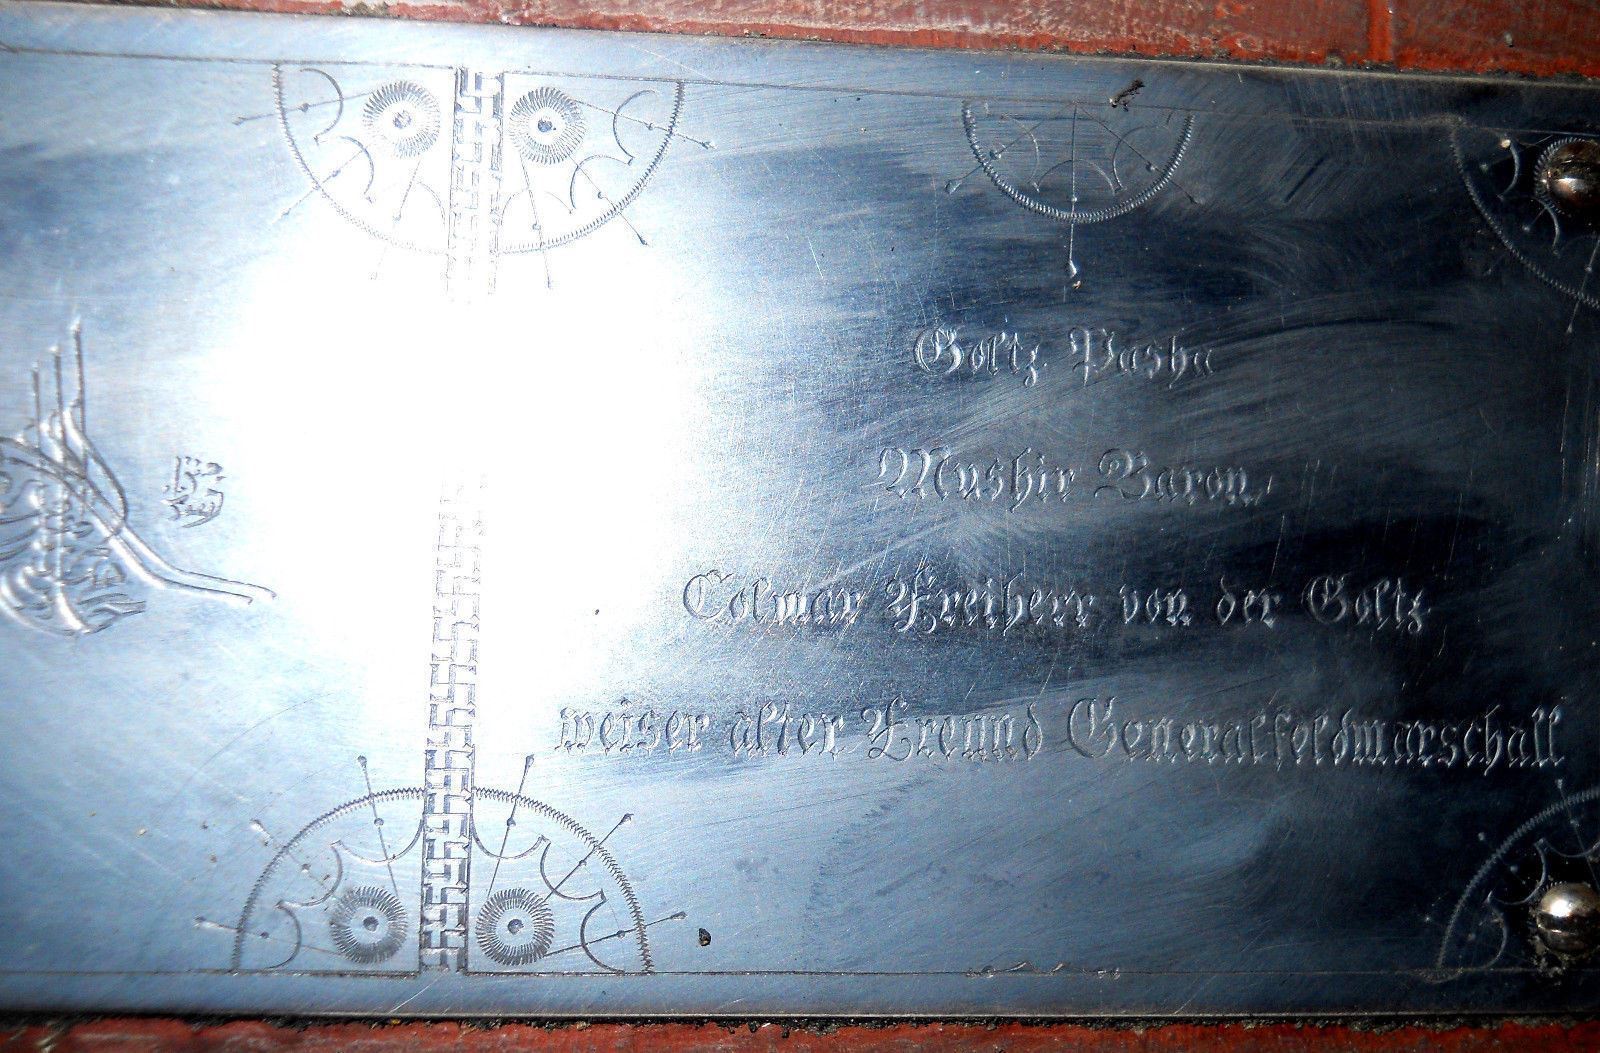 Goltz Pasha
Mushir Baron
Colmar Freiherr von der Goltz
weiser alter Freund Generalfeldmarschall